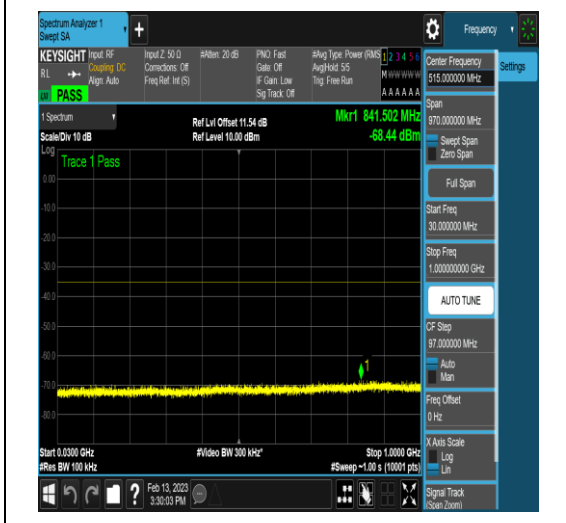 Spectrum Analyzer 1
Swept SA
+
Frequency
KEYSIGHT
Input: RF
Coupling: DC
Align: Auto
Input Z: 50 Ω
Corrections: Off
Freq Ref: Int (S)
#Atten: 20 dB
PNO: Fast
Gate: Off
IF Gain: Low
Sig Track: Off
#Avg Type: Power (RMS
Avg|Hold: 5/5
Trig: Free Run
1 2 3 4 5 6
M W W W W W
A A A A A A
RL
PASS
1 Spectrum
Scale/Div 10 dB
Ref Lvl Offset 11.54 dB
Ref Level 10.00 dBm
Mkr1 841.502 MHz
-68.44 dBm
Log
Trace 1 Pass
0.00
-10.0
-20.0
-30.0
-40.0
-50.0
-60.0
-70.0
-80.0
1
Start 0.0300 GHz
#Res BW 100 kHz
#Video BW 300 kHz*
Stop 1.0000 GHz
#Sweep ~1.00 s (10001 pts)
Feb 13, 2023
3:30:03 PM
?
Center Frequency
515.000000 MHz
Settings
Span
970.000000 MHz
Swept Span
Zero Span
Full Span
Start Freq
30.000000 MHz
Stop Freq
1.000000000 GHz
AUTO TUNE
CF Step
97.000000 MHz
Auto
Man
Freq Offset
0 Hz
X Axis Scale
Log
Lin
Signal Track
(Span Zoom)